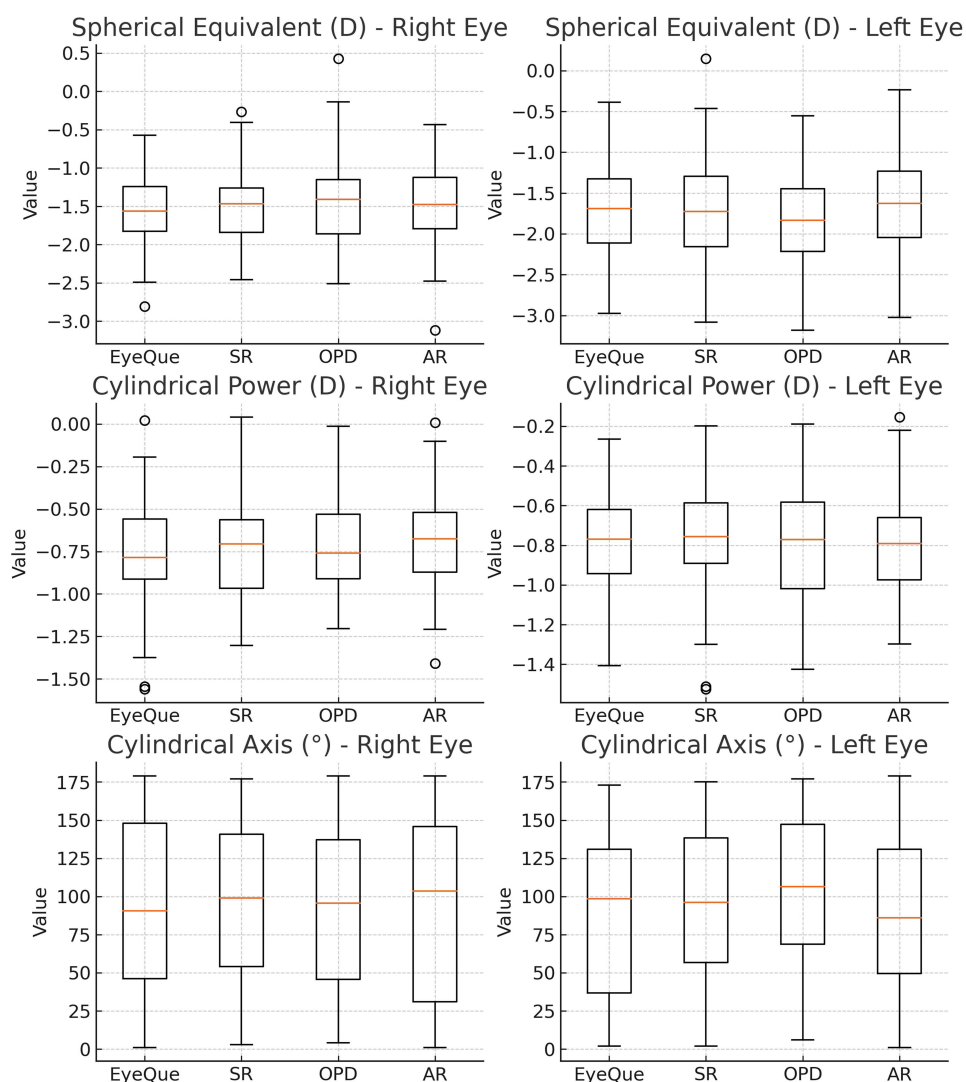 Spherical Equivalent (D) - Right Eye
0.5
0.0
−0.5
−1.0
−1.5
−2.0
−2.5
−3.0
Value
EyeQue SR OPD AR
Spherical Equivalent (D) - Left Eye
0.0
−0.5
−1.0
−1.5
−2.0
−2.5
−3.0
Value
EyeQue SR OPD AR
Cylindrical Power (D) - Right Eye
0.00
−0.25
−0.50
−0.75
−1.00
−1.25
−1.50
Value
EyeQue SR OPD AR
Cylindrical Power (D) - Left Eye
−0.2
−0.4
−0.6
−0.8
−1.0
−1.2
−1.4
Value
EyeQue SR OPD AR
Cylindrical Axis (°) - Right Eye
175
150
125
100
75
50
25
0
Value
EyeQue SR OPD AR
Cylindrical Axis (°) - Left Eye
175
150
125
100
75
50
25
0
Value
EyeQue SR OPD AR